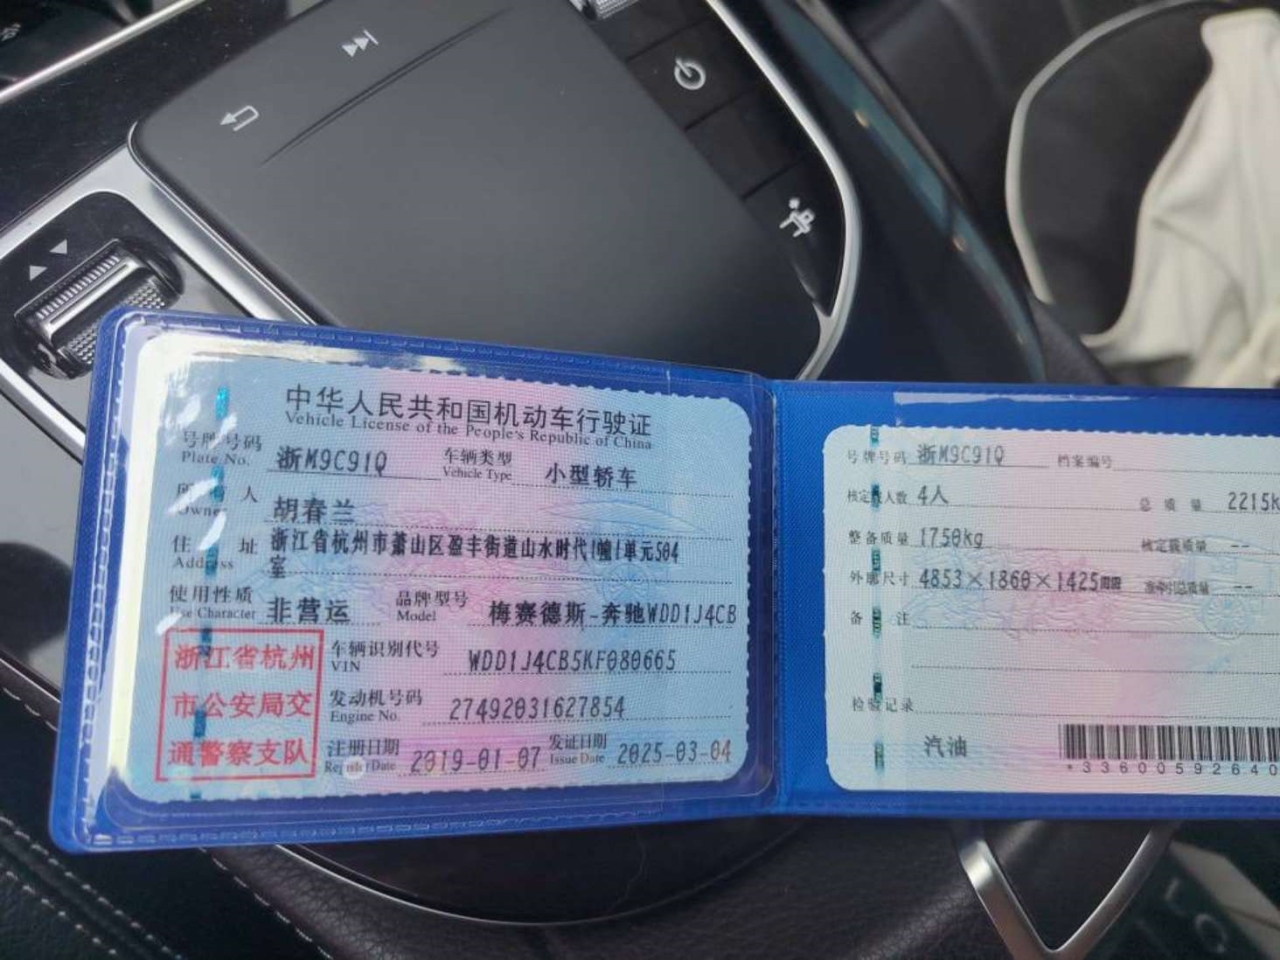 中华人民共和国机动车行驶证
Vehicle License of the People's Republic of China
号牌号码 浙M9C91Q 车辆类型 小型轿车
Plate No. Vehicle Type
所有人 胡春兰
Owner
住址 浙江省杭州市萧山区盈丰街道山水时代1幢1单元504
Address 室
使用性质 非营运 品牌型号 梅赛德斯-奔驰WDD1J4CB
Use Character Model
浙江省杭州
市公安局交
通警察支队
车辆识别代号 WDD1J4CB5KF080665
VIN
发动机号码 27492031627854
Engine No.
注册日期 2019-01-07 发证日期 2025-03-04
Register Date Issue Date
号牌号码 浙M9C91Q 档案编号
核定载人数 4人 总质量 2215K
整备质量 1750kg 核定载质量 --
外廓尺寸 4853×1860×1425mm 准牵引总质量 --
备注
检验记录
汽油
*33600592640